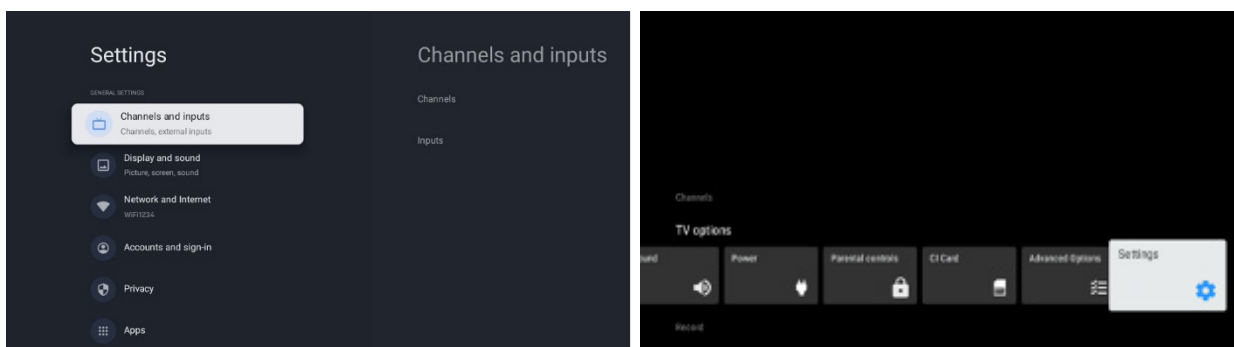 Settings
GENERAL SETTINGS
Channels and inputs
Channels, external inputs
Display and sound
Picture, screen, sound
Network and Internet
WiFi1234
Accounts and sign-in
Privacy
Apps
Channels and inputs
Channels
Inputs
Channels
TV options
ound
Power
Parental controls
CI Card
Advanced Options
Settings
Record